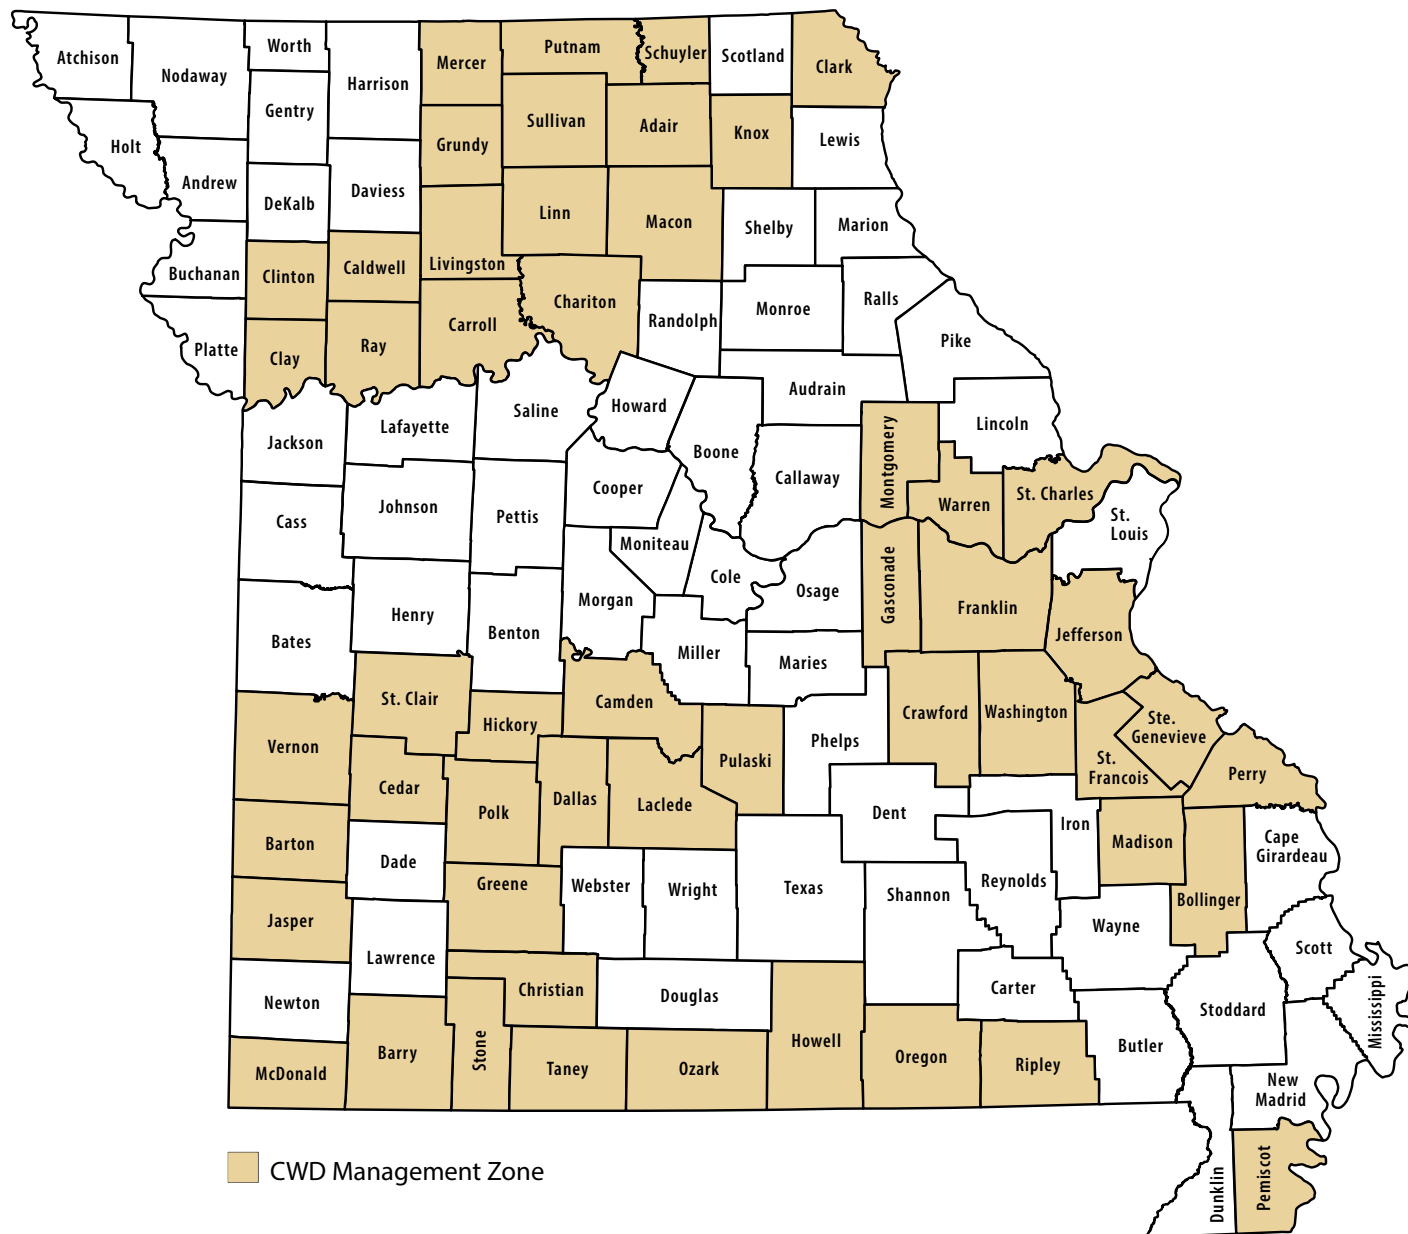 Atchison
Nodaway
Worth
Harrison
Mercer
Putnam
Schuyler
Scotland
Clark
Gentry
Holt
Grundy
Sullivan
Adair
Knox
Lewis
Andrew
DeKalb
Daviess
Linn
Macon
Shelby
Marion
Buchanan
Clinton
Caldwell
Livingston
Chariton
Randolph
Monroe
Ralls
Platte
Clay
Ray
Carroll
Pike
Audrain
Saline
Howard
Jackson
Lafayette
Boone
Callaway
Montgomery
Lincoln
Cooper
Cass
Johnson
Pettis
Warren
St. Charles
St.
Louis
Moniteau
Cole
Osage
Gasconade
Franklin
Morgan
Henry
Benton
Bates
Jefferson
Miller
Maries
St. Clair
Hickory
Camden
Crawford
Washington
Ste.
Genevieve
Vernon
Phelps
Pulaski
St.
Francois
Perry
Cedar
Polk
Dallas
Laclede
Dent
Iron
Barton
Dade
Madison
Cape
Girardeau
Greene
Webster
Wright
Texas
Shannon
Reynolds
Bollinger
Jasper
Wayne
Lawrence
Scott
Newton
Christian
Douglas
Carter
Stoddard
Mississippi
McDonald
Barry
Stone
Taney
Ozark
Howell
Oregon
Ripley
Butler
New
Madrid
Dunklin
Pemiscot
CWD Management Zone